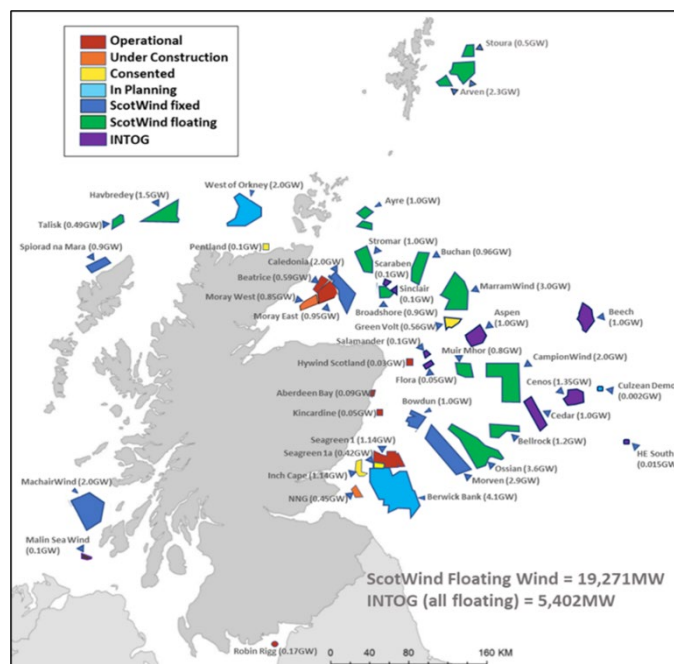 Operational
Under Construction
Consented
In Planning
ScotWind fixed
ScotWind floating
INTOG
Stoura (0.5GW)
Arven (2.3GW)
Havbredey (1.5GW)
West of Orkney (2.0GW)
Ayre (1.0GW)
Talisk (0.49GW)
Spiorad na Mara (0.9GW)
Pentland (0.1GW)
Stromar (1.0GW)
Buchan (0.96GW)
Caledonia (2.0GW)
Scaraben
(0.1GW)
Beatrice (0.59GW)
Sinclair
(0.1GW)
MarramWind (3.0GW)
Moray West (0.85GW)
Moray East (0.95GW)
Broadshore (0.9GW)
Green Volt (0.56GW)
Aspen
(1.0GW)
Beech
(1.0GW)
Salamander (0.1GW)
Muir Mhor (0.8GW)
Hywind Scotland (0.03GW)
Flora (0.05GW)
CampionWind (2.0GW)
Cenos (1.35GW)
Culzean Demo
(0.002GW)
Aberdeen Bay (0.09GW)
Kincardine (0.05GW)
Bowdun (1.0GW)
Cedar (1.0GW)
Bellrock (1.2GW)
HE South
(0.015GW)
Seagreen 1 (1.14GW)
Seagreen 1a (0.42GW)
Inch Cape (1.14GW)
Ossian (3.6GW)
Morven (2.9GW)
NNG (0.45GW)
Berwick Bank (4.1GW)
MachairWind (2.0GW)
Malin Sea Wind
(0.1GW)
ScotWind Floating Wind = 19,271MW
INTOG (all floating) = 5,402MW
Robin Rigg (0.17GW)
0 40 80 160 KM